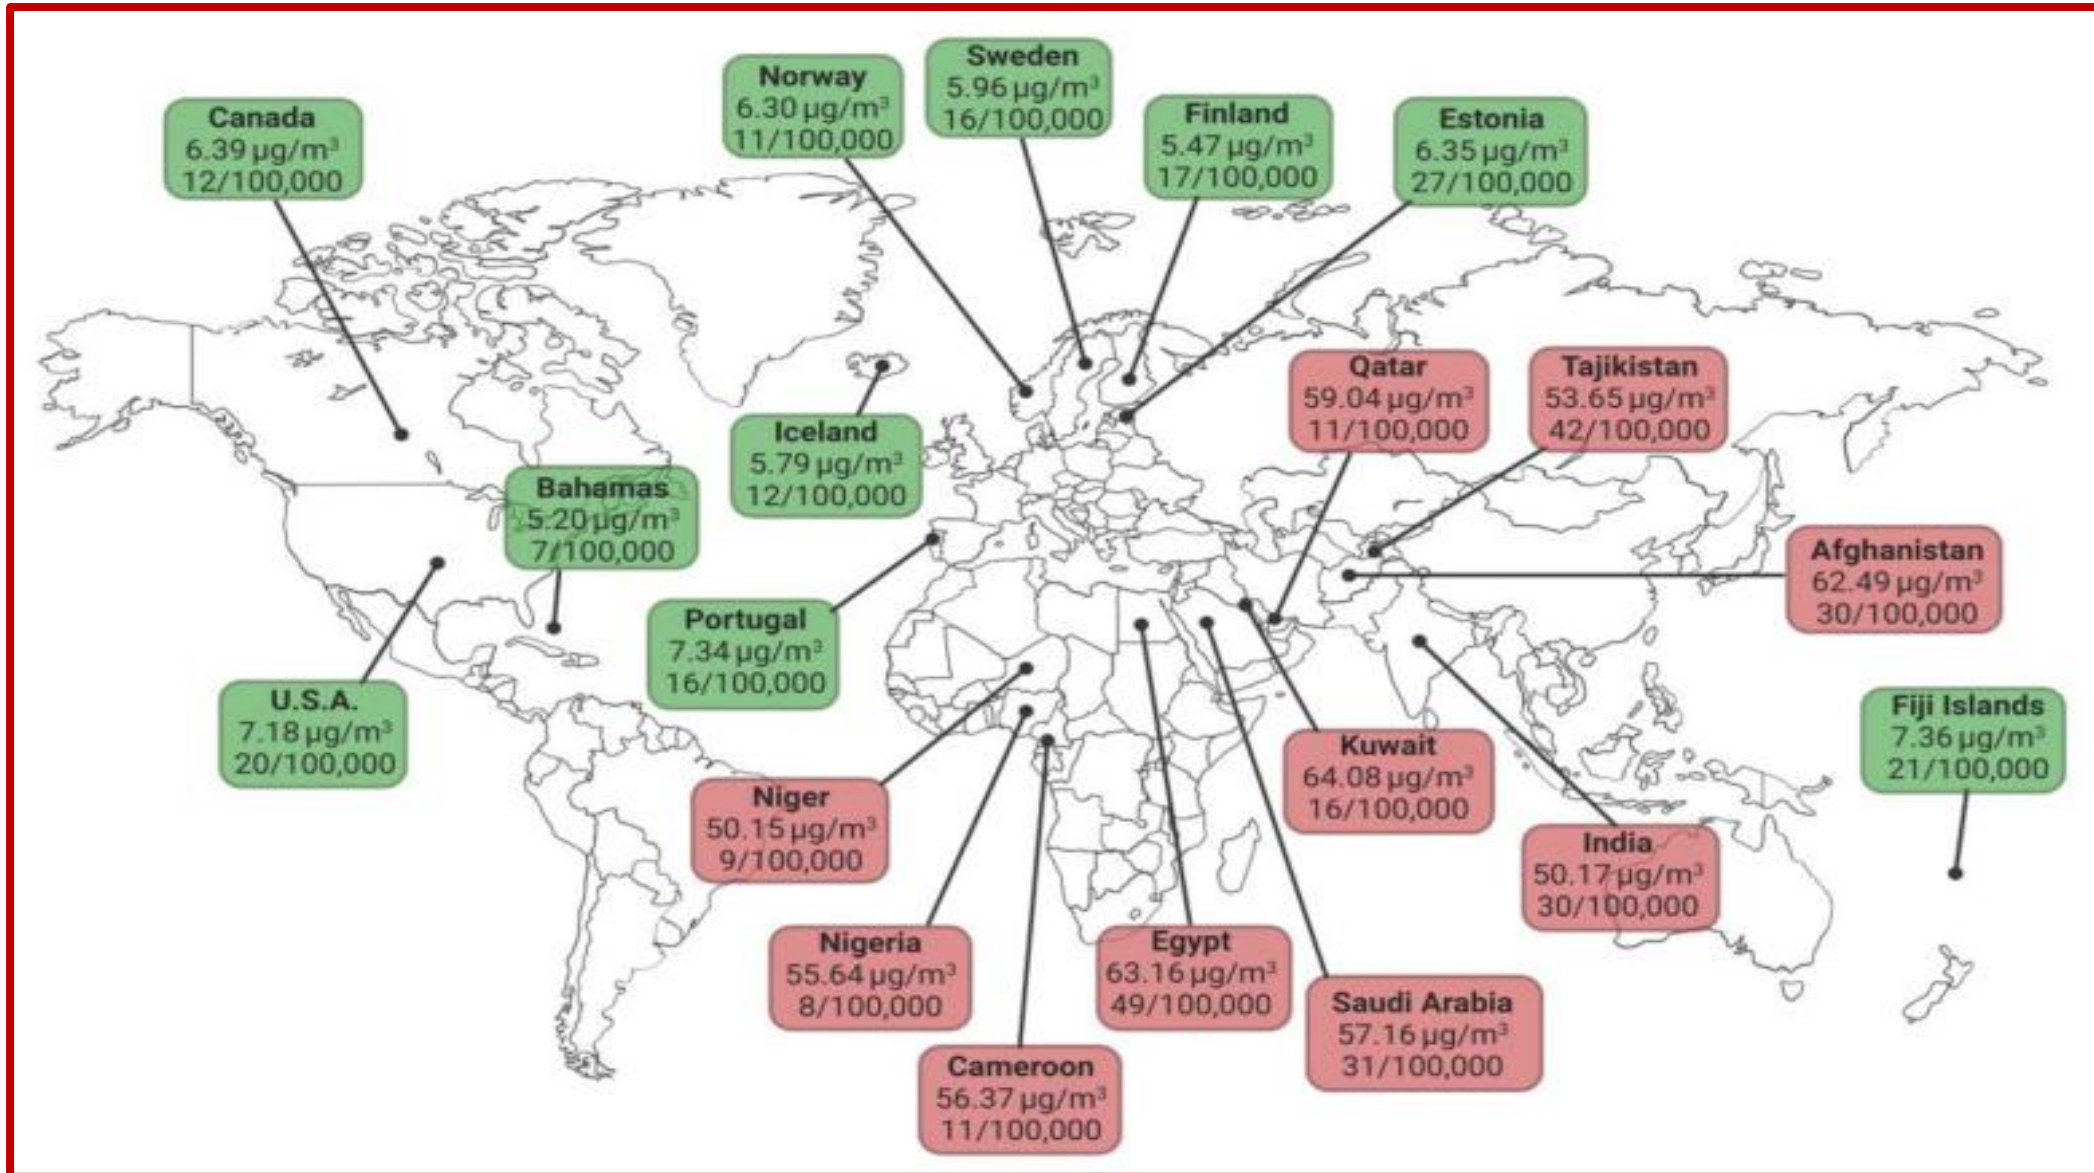 Canada
6.39 µg/m³
12/100,000
Norway
6.30 µg/m³
11/100,000
Sweden
5.96 µg/m³
16/100,000
Finland
5.47 µg/m³
17/100,000
Estonia
6.35 µg/m³
27/100,000
Iceland
5.79 µg/m³
12/100,000
Qatar
59.04 µg/m³
11/100,000
Tajikistan
53.65 µg/m³
42/100,000
Bahamas
5.20 µg/m³
7/100,000
Afghanistan
62.49 µg/m³
30/100,000
Portugal
7.34 µg/m³
16/100,000
U.S.A.
7.18 µg/m³
20/100,000
Fiji Islands
7.36 µg/m³
21/100,000
Kuwait
64.08 µg/m³
16/100,000
Niger
50.15 µg/m³
9/100,000
India
50.17 µg/m³
30/100,000
Nigeria
55.64 µg/m³
8/100,000
Egypt
63.16 µg/m³
49/100,000
Saudi Arabia
57.16 µg/m³
31/100,000
Cameroon
56.37 µg/m³
11/100,000